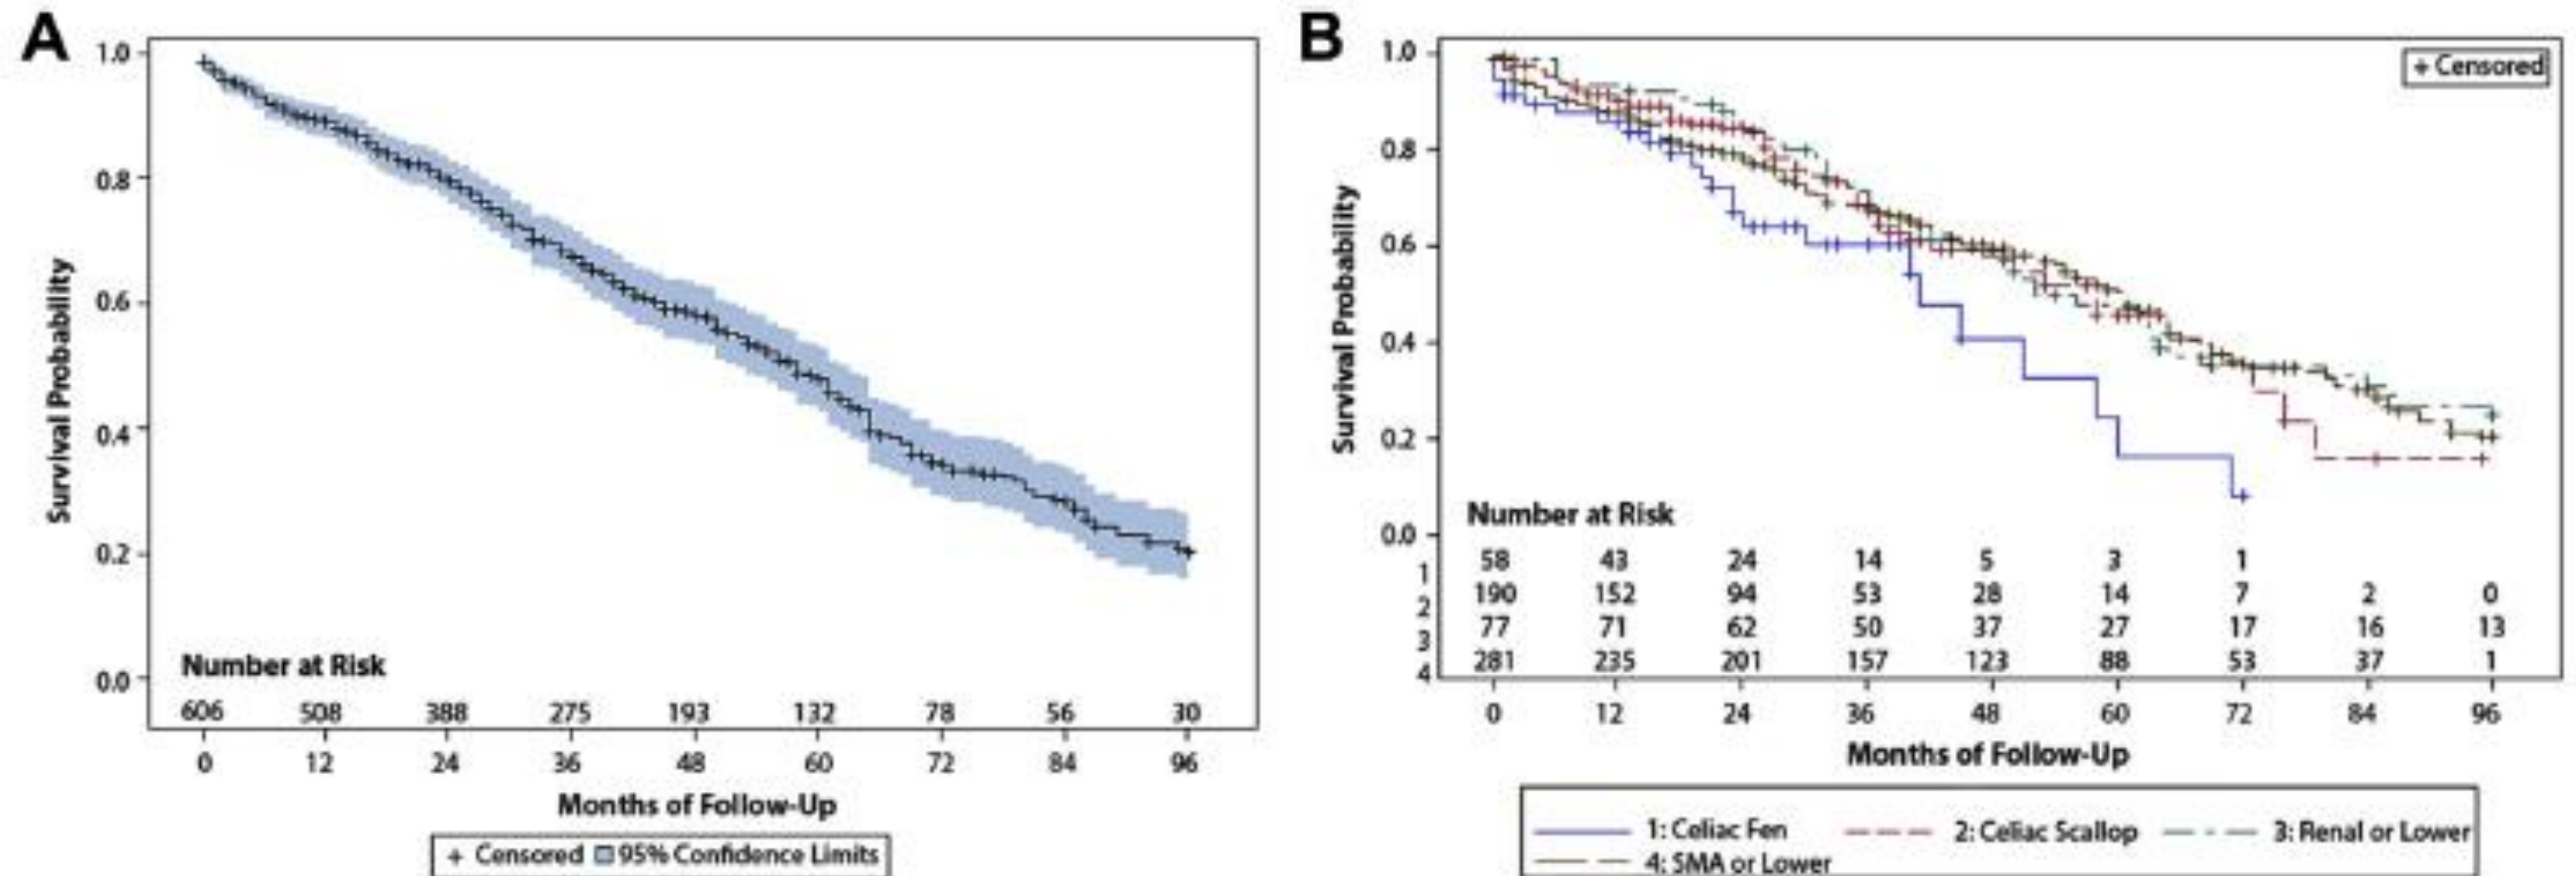 A
1.0
0.8
0.6
0.4
0.2
0.0
Survival Probability
Number at Risk
606 508 388 275 193 132 78 56 30
0 12 24 36 48 60 72 84 96
Months of Follow-Up
+ Censored 95% Confidence Limits
B
1.0
0.8
0.6
0.4
0.2
0.0
Survival Probability
+ Censored
Number at Risk
1 58 43 24 14 5 3 1
2 190 152 94 53 28 14 7 2 0
3 77 71 62 50 37 27 17 16 13
4 281 235 201 157 123 88 53 37 1
0 12 24 36 48 60 72 84 96
Months of Follow-Up
1: Celiac Fen 2: Celiac Scallop 3: Renal or Lower
4: SMA or Lower